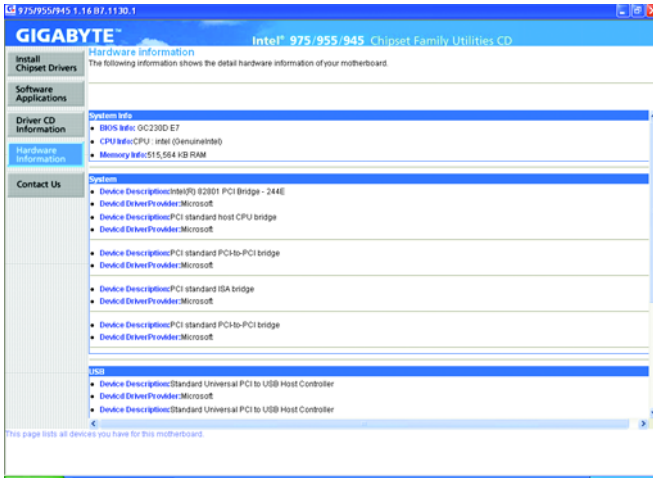 975/955/945 1.16 B7.1130.1
GIGABYTE™
Intel® 975/955/945 Chipset Family Utilities CD
Install
Chipset Drivers
Software
Applications
Driver CD
Information
Hardware
Information
Contact Us
Hardware information
The following information shows the detail hardware information of your motherboard.
System Info
• BIOS Info: GC230D E7
• CPU Info:CPU : intel (GenuineIntel)
• Memory Info:515,564 KB RAM
System
• Device Description:Intel(R) 82801 PCI Bridge - 244E
• Devicd DriverProvider:Microsoft
• Device Description:PCI standard host CPU bridge
• Devicd DriverProvider:Microsoft
• Device Description:PCI standard PCI-to-PCI bridge
• Devicd DriverProvider:Microsoft
• Device Description:PCI standard ISA bridge
• Devicd DriverProvider:Microsoft
• Device Description:PCI standard PCI-to-PCI bridge
• Devicd DriverProvider:Microsoft
USB
• Device Description:Standard Universal PCI to USB Host Controller
• Devicd DriverProvider:Microsoft
• Device Description:Standard Universal PCI to USB Host Controller
This page lists all devices you have for this motherboard.